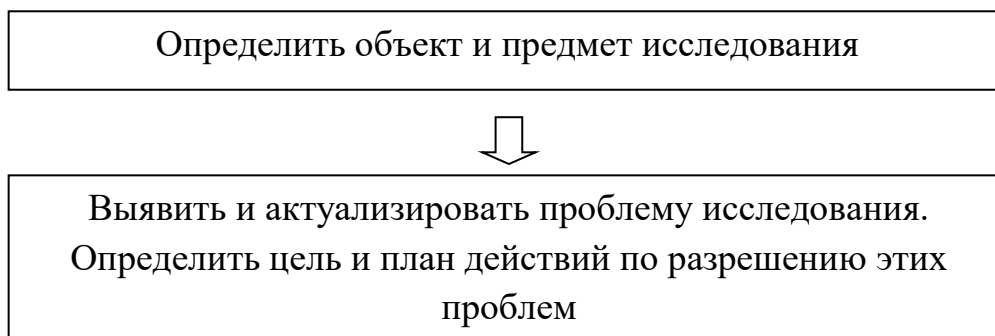 Определить объект и предмет исследования
Выявить и актуализировать проблему исследования.
Определить цель и план действий по разрешению этих
проблем